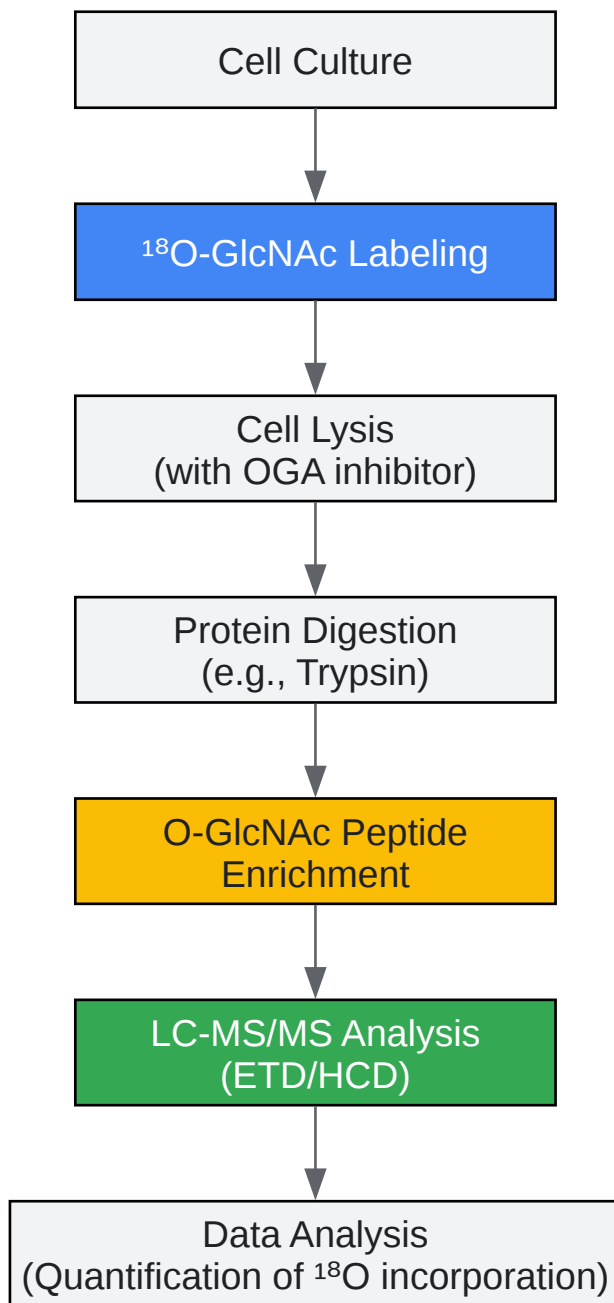 Cell Culture
¹⁸O-GlcNAc Labeling
Cell Lysis
(with OGA inhibitor)
Protein Digestion
(e.g., Trypsin)
O-GlcNAc Peptide
Enrichment
LC-MS/MS Analysis
(ETD/HCD)
Data Analysis
(Quantification of ¹⁸O incorporation)